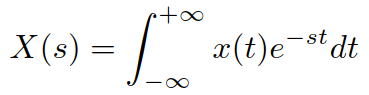 X(s) = ∫_{-∞}^{+∞} x(t)e^{-st}dt